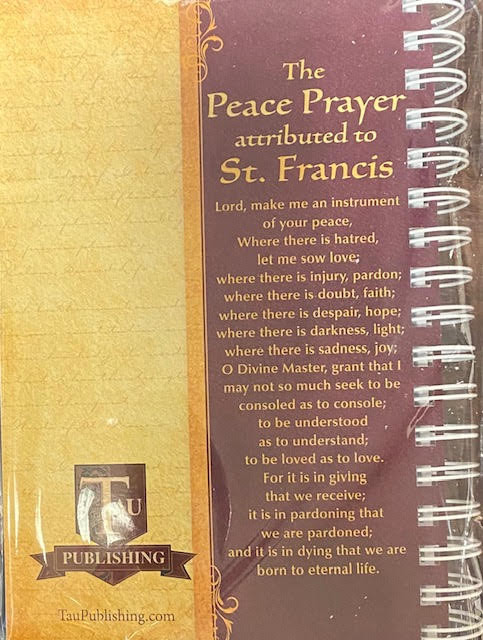 The
Peace Prayer
attributed to
St. Francis
Lord, make me an instrument
of your peace,
Where there is hatred,
let me sow love;
where there is injury, pardon;
where there is doubt, faith;
where there is despair, hope;
where there is darkness, light;
where there is sadness, joy;
O Divine Master, grant that I
may not so much seek to be
consoled as to console;
to be understood
as to understand;
to be loved as to love.
For it is in giving
that we receive;
it is in pardoning that
we are pardoned;
and it is in dying that we are
born to eternal life.
TAU
PUBLISHING
TauPublishing.com